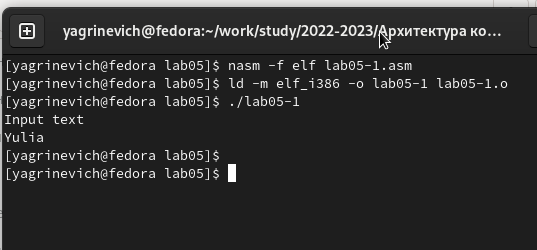 yagrinevich@fedora:~/work/study/2022-2023/Архитектура ко...
[yagrinevich@fedora lab05]$ nasm -f elf lab05-1.asm
[yagrinevich@fedora lab05]$ ld -m elf_i386 -o lab05-1 lab05-1.o
[yagrinevich@fedora lab05]$ ./lab05-1
Input text
Yulia
[yagrinevich@fedora lab05]$
[yagrinevich@fedora lab05]$